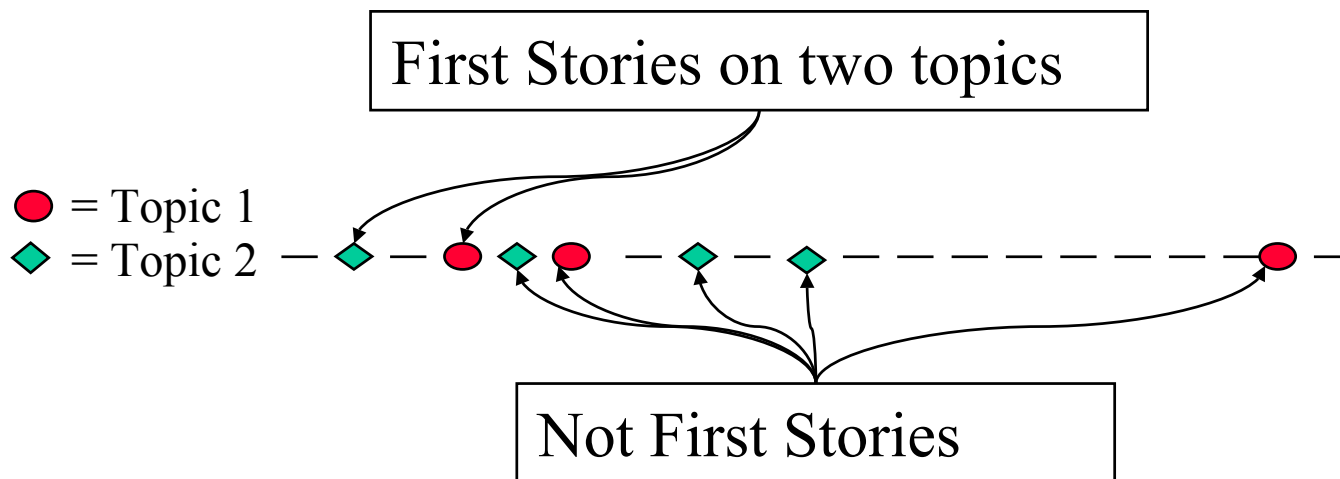 First Stories on two topics
= Topic 1
= Topic 2
Not First Stories